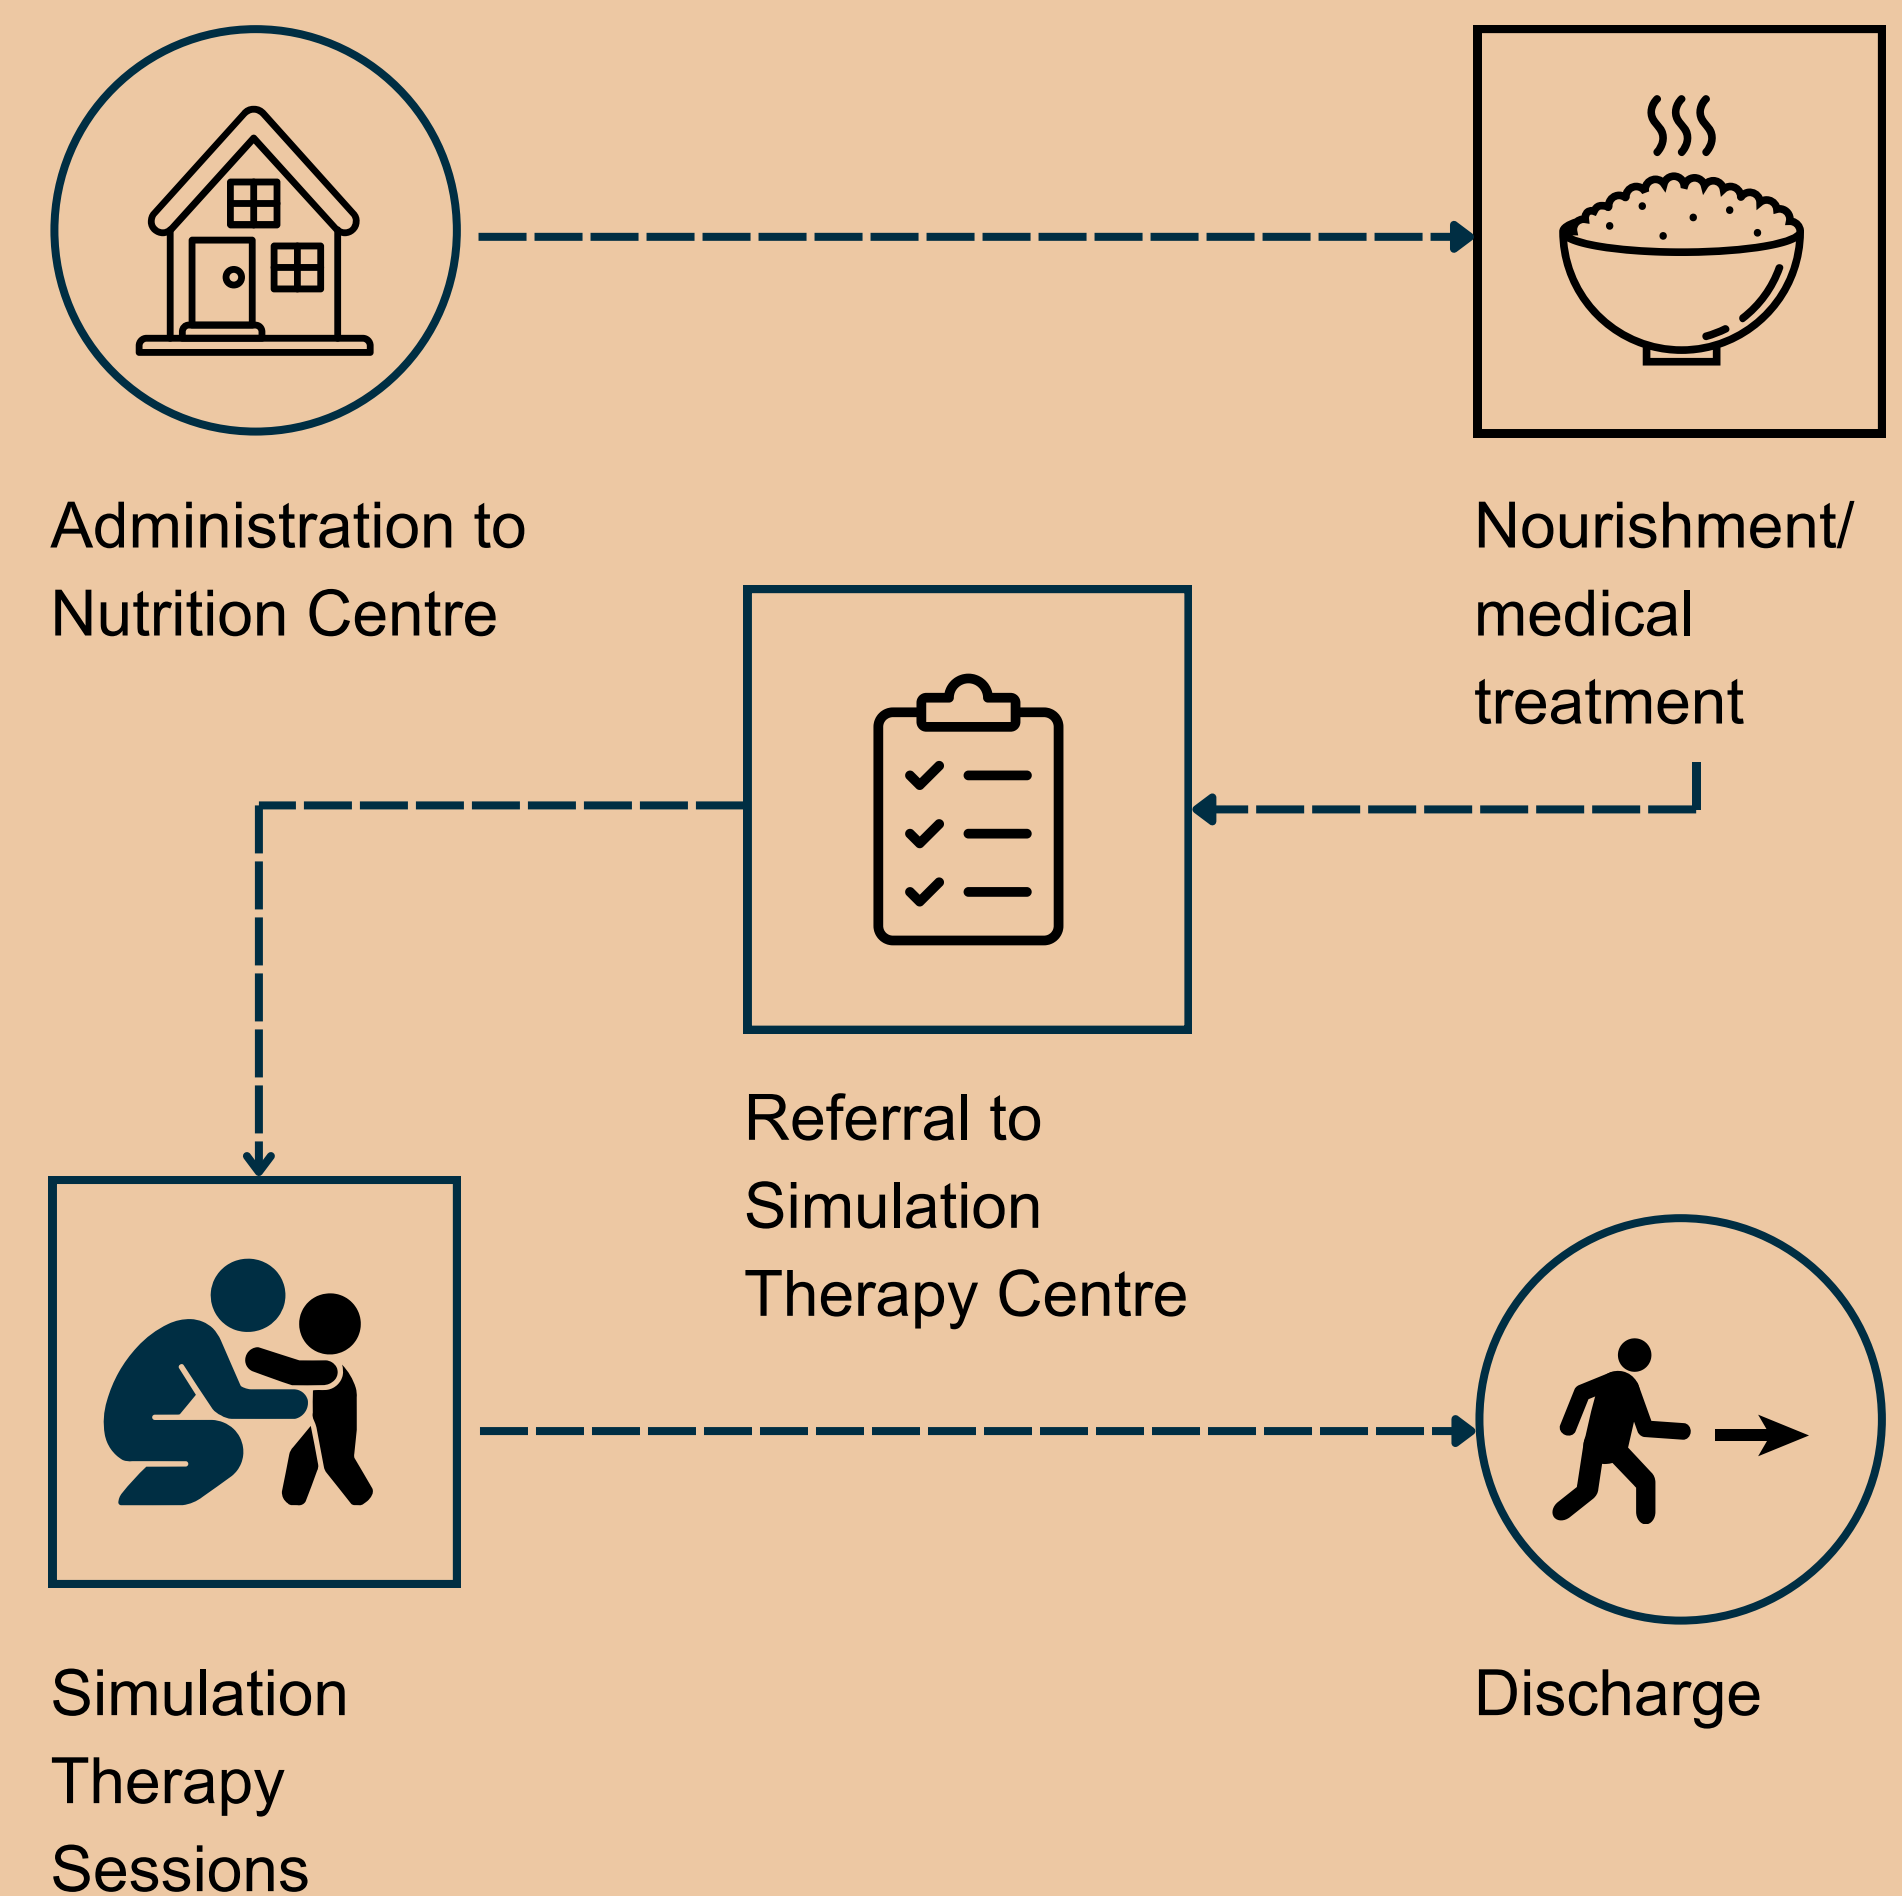 Administration to
Nutrition Centre
Nourishment/
medical
treatment
Referral to
Simulation
Therapy Centre
Simulation
Therapy
Sessions
Discharge